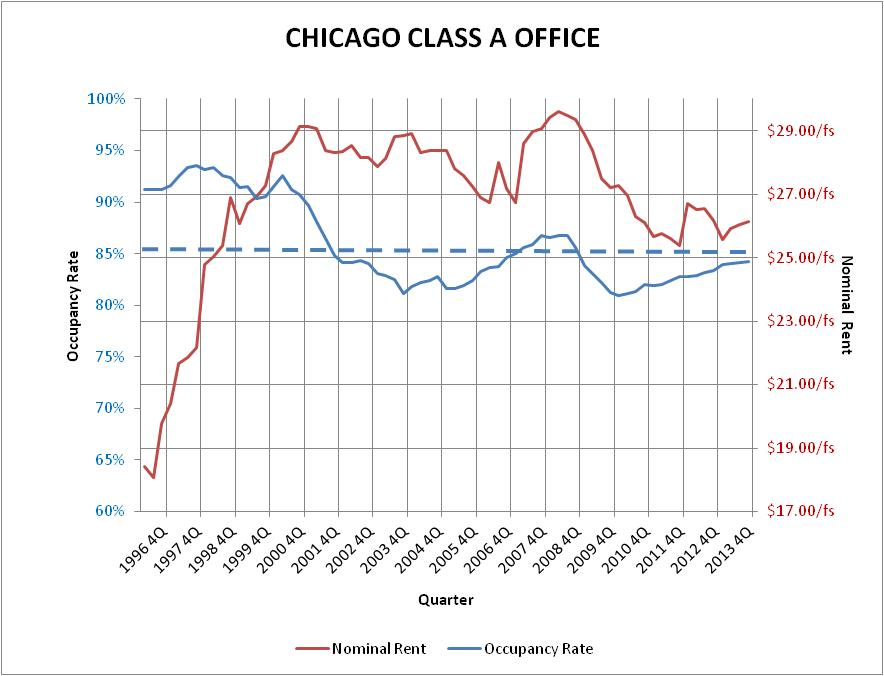 CHICAGO CLASS A OFFICE
100%
95%
90%
85%
80%
75%
70%
65%
60%
Occupancy Rate
$29.00/fs
$27.00/fs
$25.00/fs
$23.00/fs
$21.00/fs
$19.00/fs
$17.00/fs
Nominal Rent
1996 4Q
1997 4Q
1998 4Q
1999 4Q
2000 4Q
2001 4Q
2002 4Q
2003 4Q
2004 4Q
2005 4Q
2006 4Q
2007 4Q
2008 4Q
2009 4Q
2010 4Q
2011 4Q
2012 4Q
2013 4Q
Quarter
Nominal Rent
Occupancy Rate